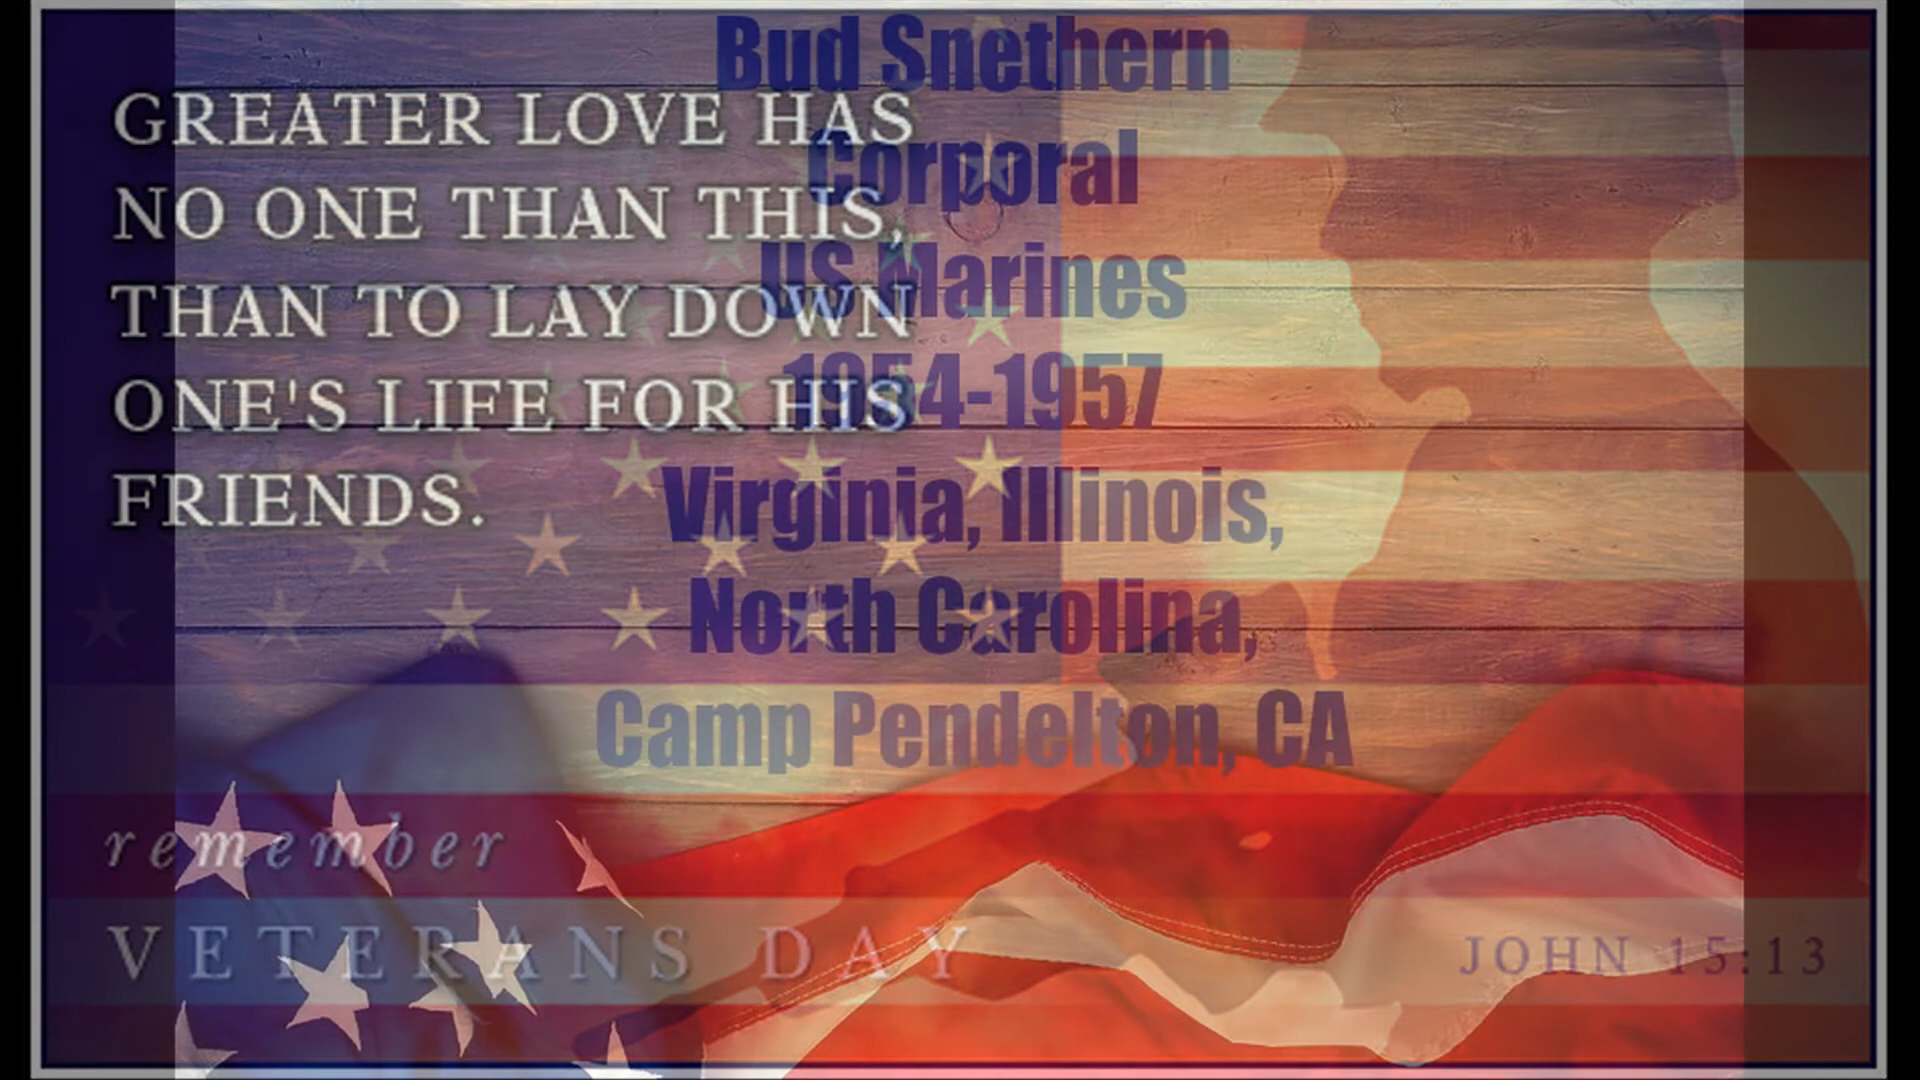 GREATER LOVE HAS
NO ONE THAN THIS,
THAN TO LAY DOWN
ONE'S LIFE FOR HIS
FRIENDS.
remember
VETERANS DAY
JOHN 15:13
Bud Snethern
Corporal
US Marines
1954-1957
Virginia, Illinois,
North Carolina,
Camp Pendelton, CA